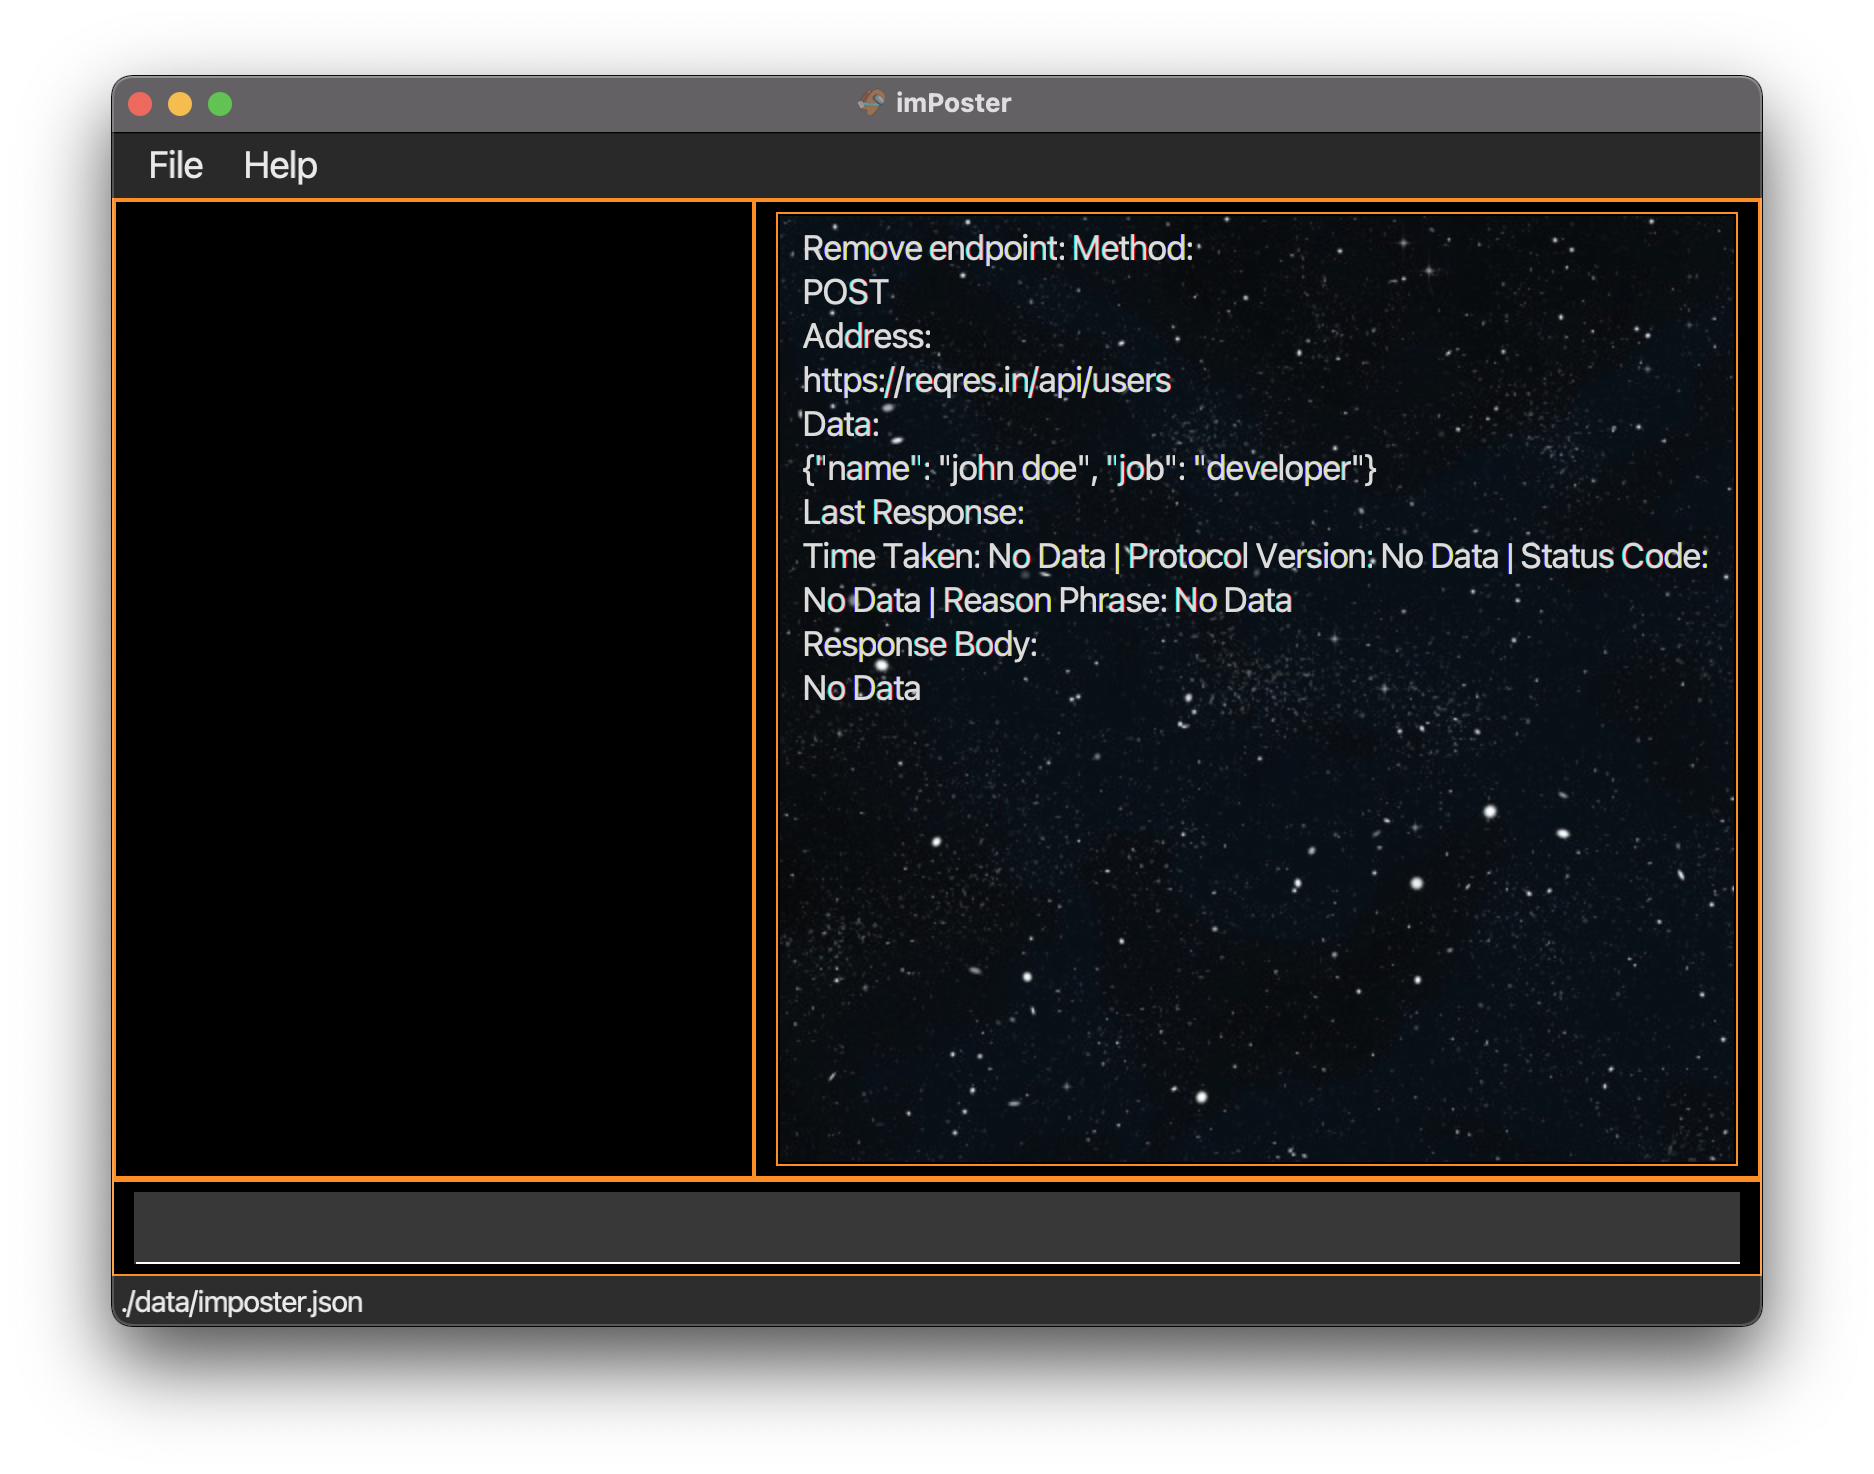 imPoster
File Help
Remove endpoint: Method:
POST
Address:
https://reqres.in/api/users
Data:
{"name": "john doe", "job": "developer"}
Last Response:
Time Taken: No Data | Protocol Version: No Data | Status Code:
No Data | Reason Phrase: No Data
Response Body:
No Data
./data/imposter.json